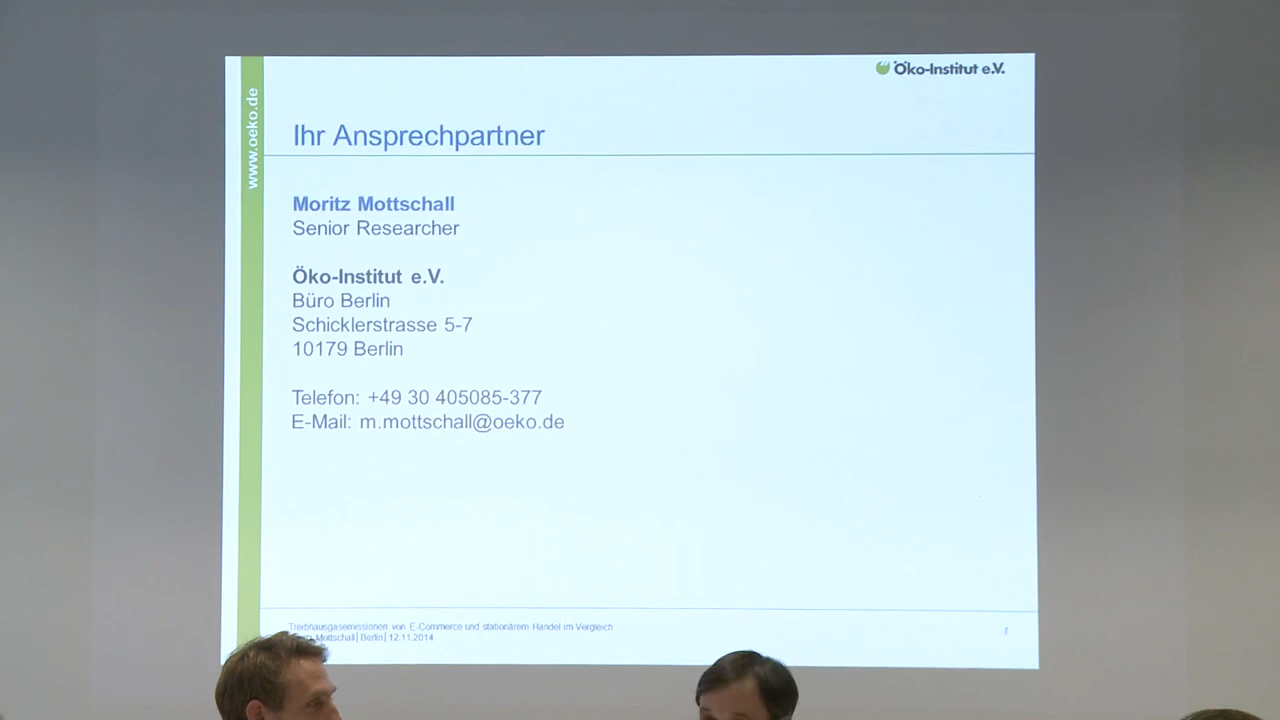 Öko-Institut e.V.
www.oeko.de
Ihr Ansprechpartner
Moritz Mottschall
Senior Researcher
Öko-Institut e.V.
Büro Berlin
Schicklerstrasse 5-7
10179 Berlin
Telefon: +49 30 405085-377
E-Mail: m.mottschall@oeko.de
Treibhausgasemissionen von E-Commerce und stationärem Handel im Vergleich
Mottschall| Berlin| 12.11.2014
7